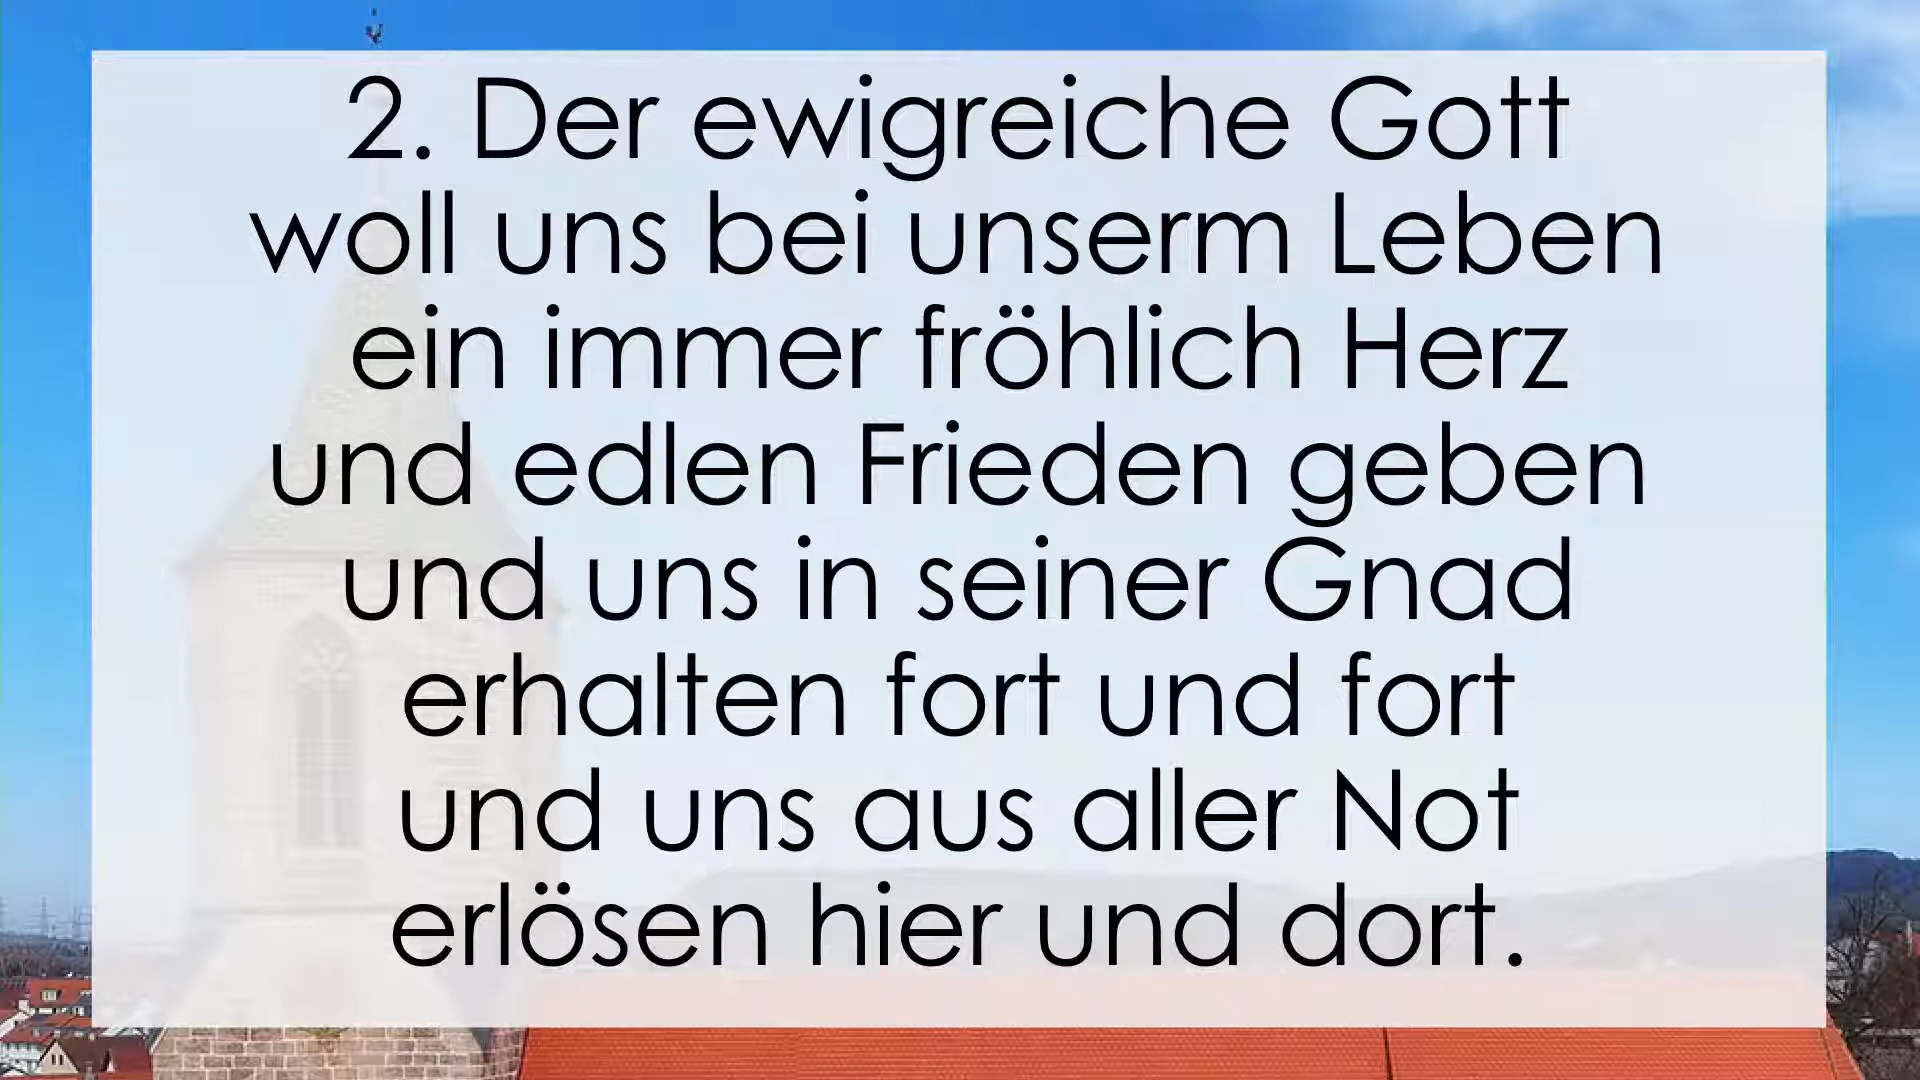 2. Der ewigreiche Gott
woll uns bei unserm Leben
ein immer fröhlich Herz
und edlen Frieden geben
und uns in seiner Gnad
erhalten fort und fort
und uns aus aller Not
erlösen hier und dort.